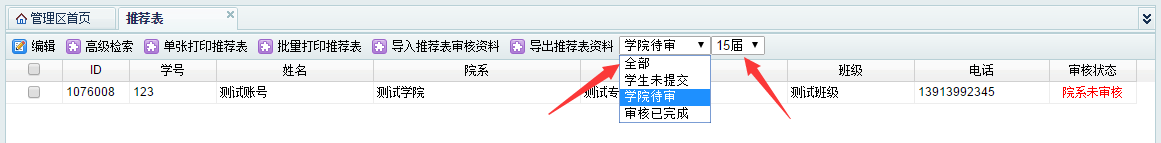 管理区首页 推荐表
编辑 高级检索 单张打印推荐表 批量打印推荐表 导入推荐表审核资料 导出推荐表资料 学院待审 15届
全部
学生未提交
学院待审
审核已完成
ID 学号 姓名 院系 班级 电话 审核状态
1076008 123 测试账号 测试学院 测试专 测试班级 13913992345 院系未审核